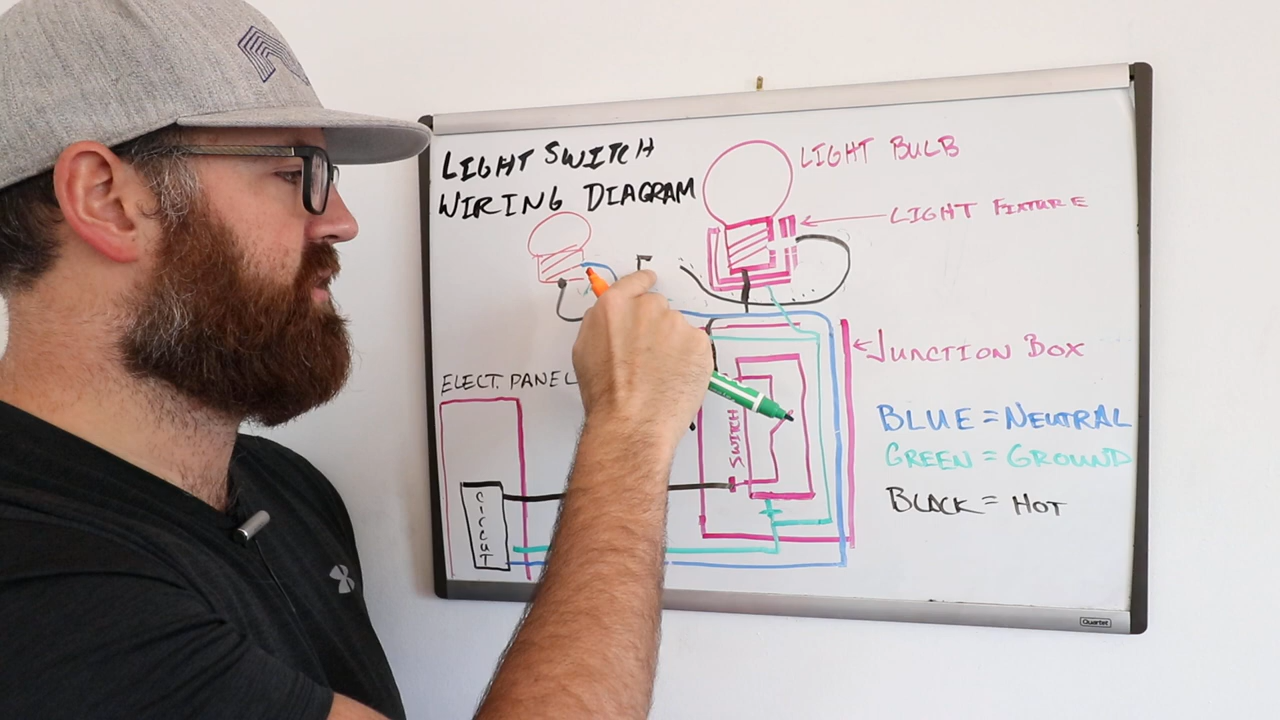 LIGHT SWITCH
WIRING DIAGRAM
LIGHT BULB
LIGHT FIXTURE
JUNCTION BOX
ELECT. PANEL
SWITCH
CIRCUT
BLUE = NEUTRAL
GREEN = GROUND
BLACK = HOT
Quartet